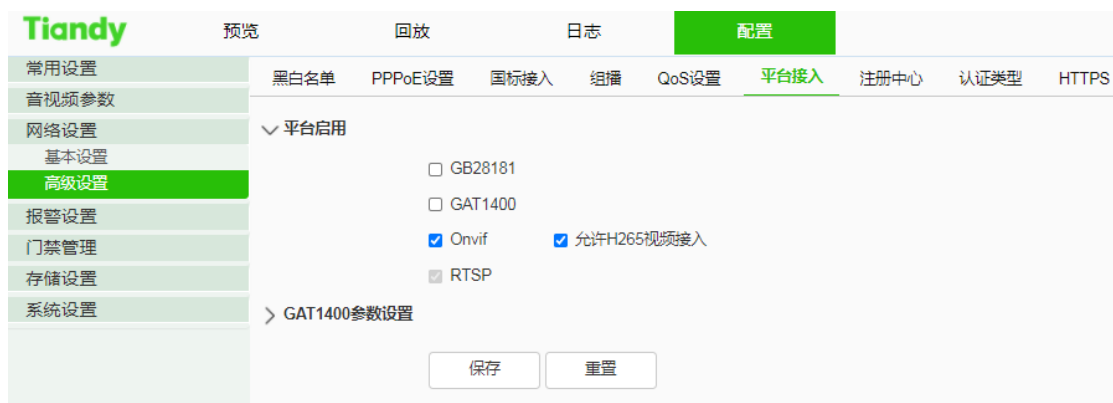 Tiandy 预览 回放 日志 配置
常用设置
音视频参数
网络设置
基本设置
高级设置
报警设置
门禁管理
存储设置
系统设置
黑白名单 PPPoE设置 国标接入 组播 QoS设置 平台接入 注册中心 认证类型 HTTPS
平台启用
GB28181
GAT1400
Onvif 允许H265视频接入
RTSP
GAT1400参数设置
保存 重置